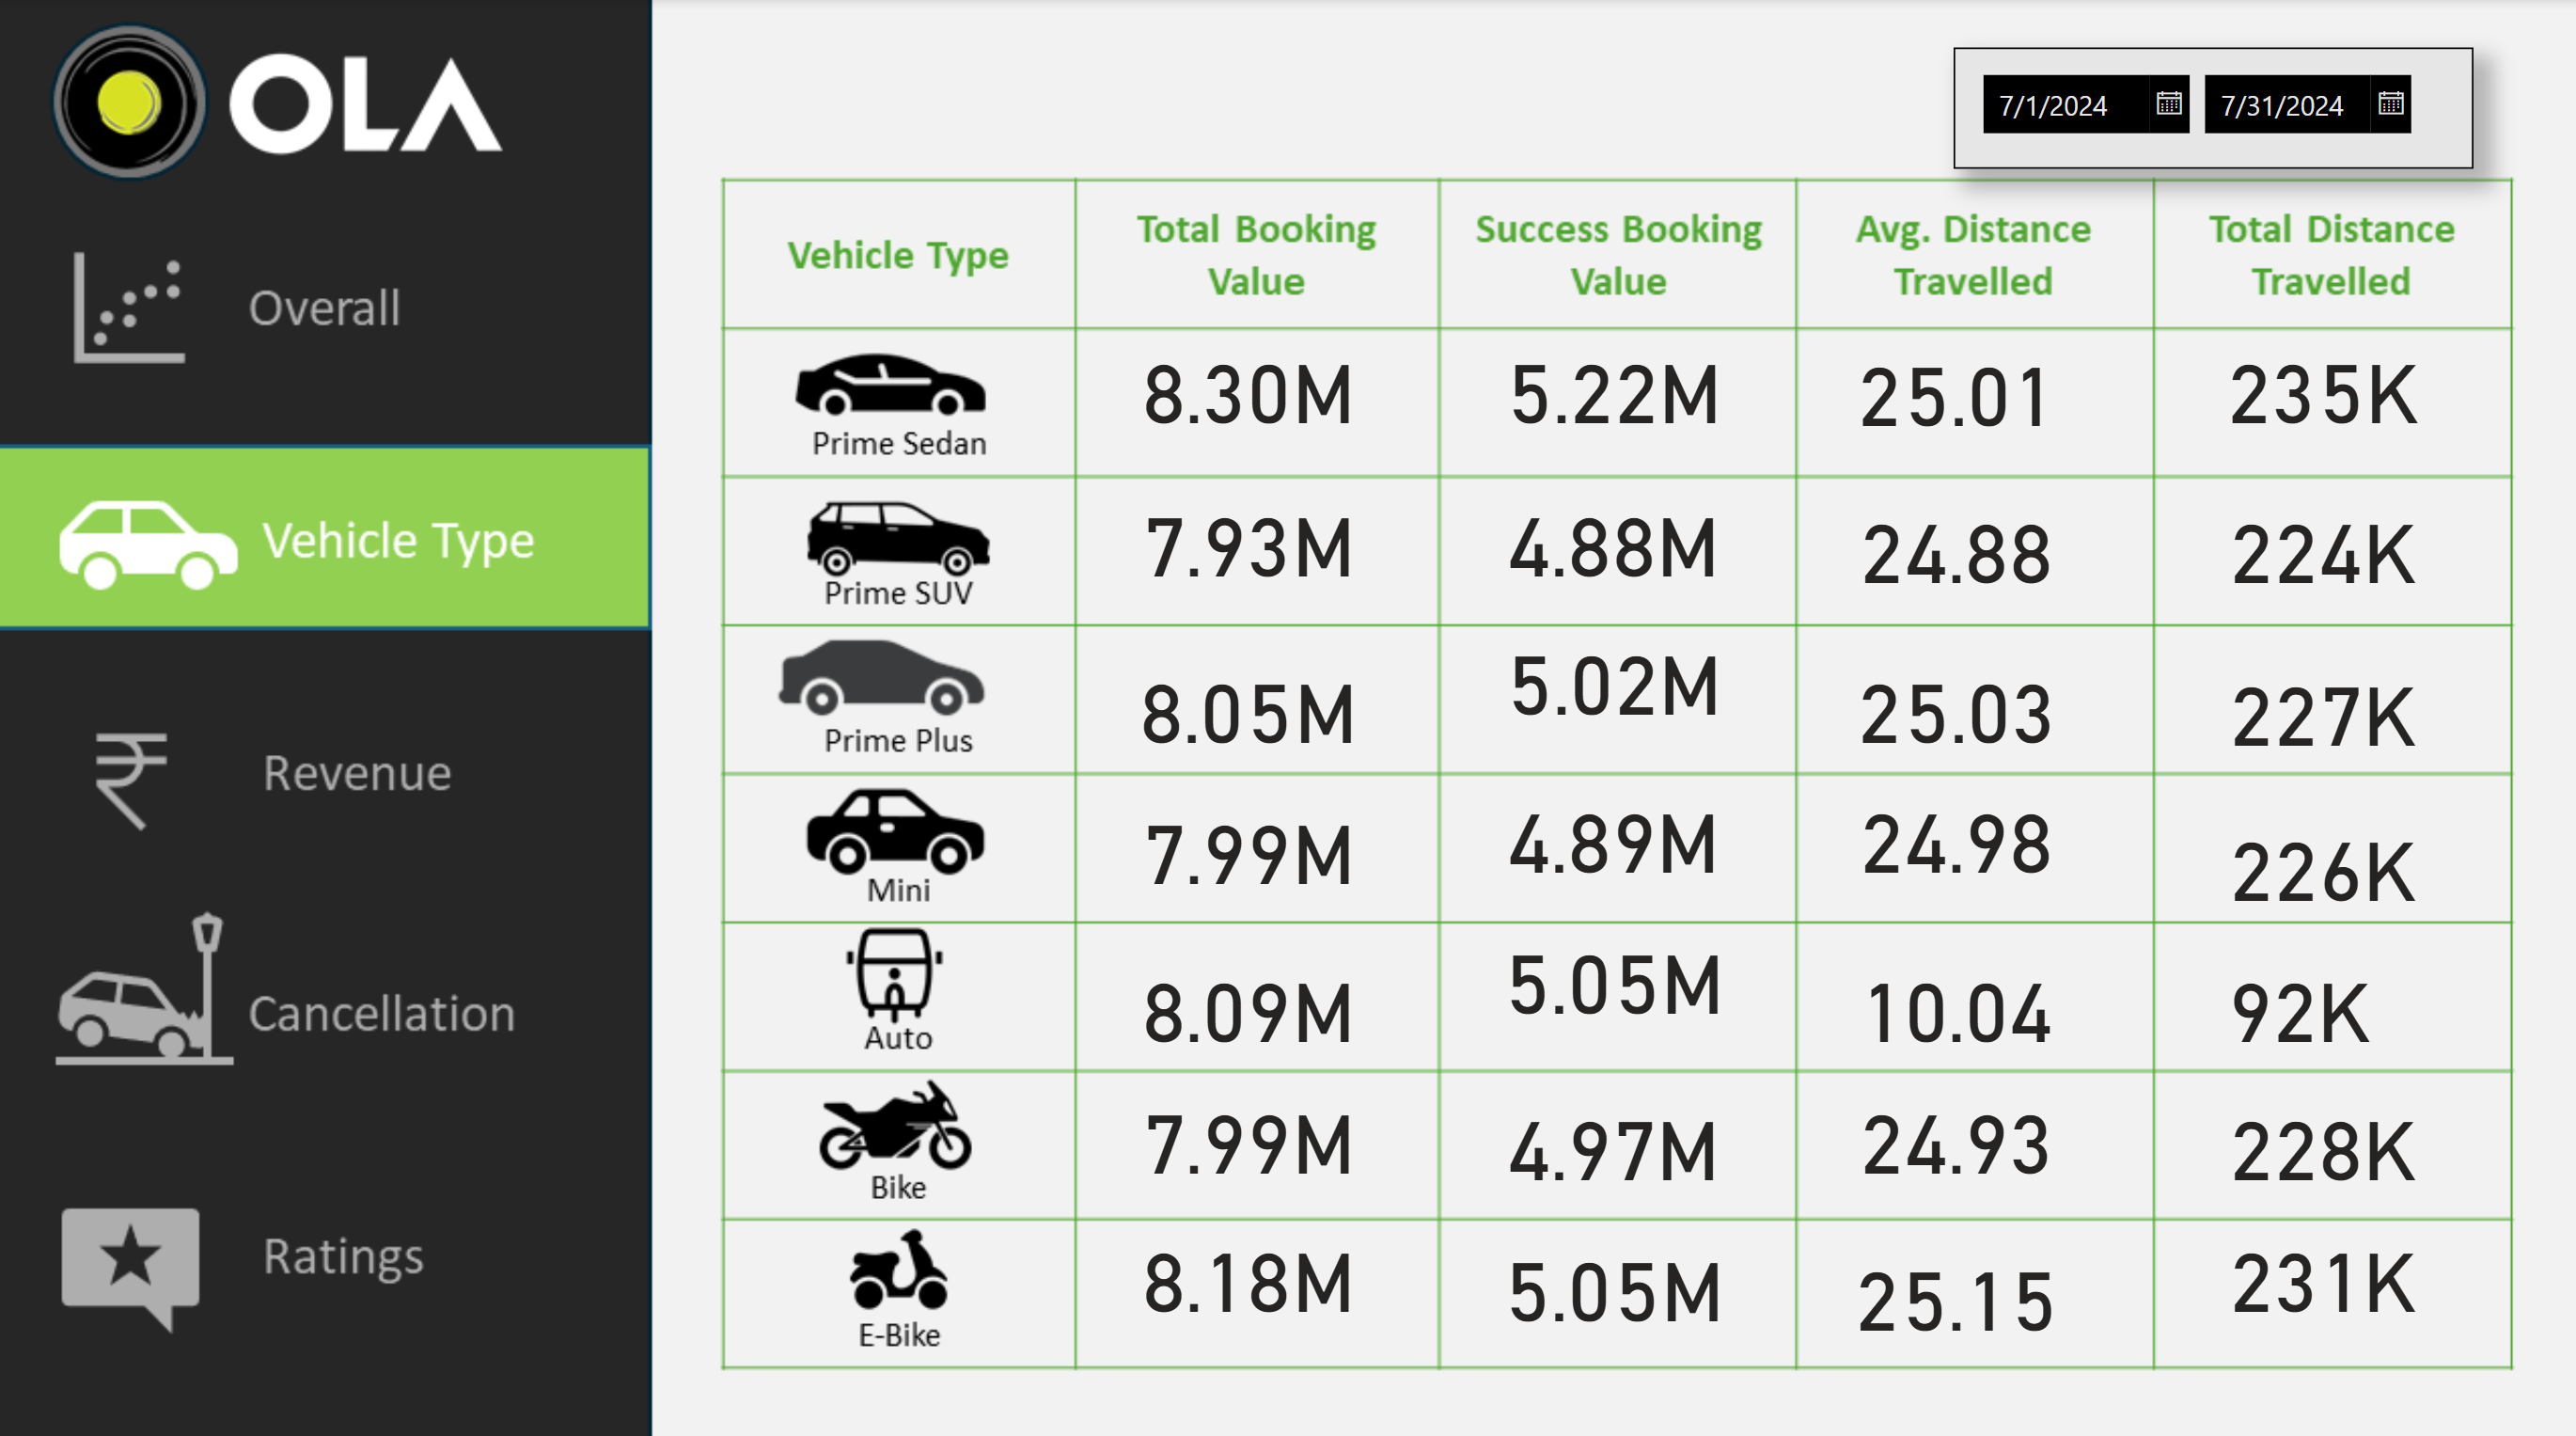 OLA
Overall
Vehicle Type
Revenue
Cancellation
Ratings
7/1/2024 7/31/2024
Vehicle Type Total Booking Value Success Booking Value Avg. Distance Travelled Total Distance Travelled
Prime Sedan 8.30M 5.22M 25.01 235K
Prime SUV 7.93M 4.88M 24.88 224K
Prime Plus 8.05M 5.02M 25.03 227K
Mini 7.99M 4.89M 24.98 226K
Auto 8.09M 5.05M 10.04 92K
Bike 7.99M 4.97M 24.93 228K
E-Bike 8.18M 5.05M 25.15 231K